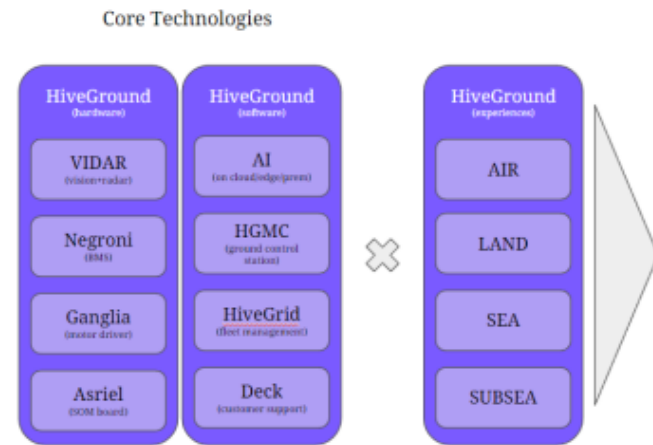 Core Technologies
HiveGround
(hardware)
VIDAR
(vision+radar)
Negroni
(BMS)
Ganglia
(motor driver)
Asriel
(SOM board)
HiveGround
(software)
AI
(on cloud/edge/prem)
HGMC
(ground control
station)
HiveGrid
(fleet management)
Deck
(customer support)
HiveGround
(experiences)
AIR
LAND
SEA
SUBSEA